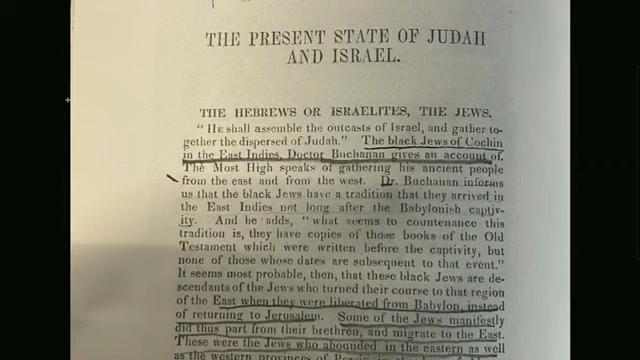 THE PRESENT STATE OF JUDAH
AND ISRAEL.
THE HEBREWS OR ISRAELITES, THE JEWS.
"HE shall assemble the outcasts of Israel, and gather to-
gether the dispersed of Judah." The black Jews of Cochin
in the East Indies, Doctor Buchanan gives an account of.
The Most High speaks of gathering his ancient people
from the east and from the west. Dr. Buchanan informs
us that the black Jews have a tradition that they arrived in
the East Indies not long after the Babylonish captiv-
ity. And he adds, "what seems to countenance this
tradition is, they have copies of those books of the Old
Testament which were written before the captivity, but
none of those whose dates are subsequent to that event."
It seems most probable, then, that these black Jews are de-
scendants of the Jews who turned their course to that region
of the East when they were liberated from Babylon, instead
of returning to Jerusalem. Some of the Jews manifestly
did thus part from their brethren, and migrate to the East.
These were the Jews who abounded in the eastern as well
as the western provinces of